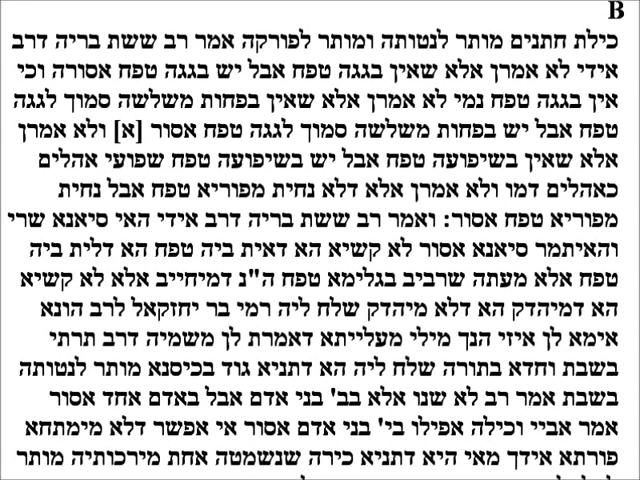 B
כילת חתנים מותר לנטותה ומותר לפורקה אמר רב ששת בריה דרב
אידי לא אמרן אלא שאין בגגה טפח אבל יש בגגה טפח אסורה וכי
אין בגגה טפח נמי לא אמרן אלא שאין בפחות משלשה סמוך לגגה
טפח אבל יש בפחות משלשה סמוך לגגה טפח אסור [א] ולא אמרן
אלא שאין בשיפועה טפח אבל יש בשיפועה טפח שפועי אהלים
כאהלים דמו ולא אמרן אלא דלא נחית מפוריא טפח אבל נחית
מפוריא טפח אסור: ואמר רב ששת בריה דרב אידי האי סיאנא שרי
והאיתמר סיאנא אסור לא קשיא הא דאית ביה טפח הא דלית ביה
טפח אלא מעתה שרביב בגלימא טפח ה"נ דמיחייב אלא לא קשיא
הא דמיהדק הא דלא מיהדק שלח ליה רמי בר יחזקאל לרב הונא
אימא לן איזי הנך מילי מעלייתא דאמרת לן משמיה דרב תרתי
בשבת וחדא בתורה שלח ליה הא דתניא גוד בכיסנא מותר לנטותה
בשבת אמר רב לא שנו אלא בב' בני אדם אבל באדם אחד אסור
אמר אביי וכילה אפילו בי' בני אדם אסור אי אפשר דלא מימתחא
פורתא אידך מאי היא דתניא כירה שנשמטה אחת מירכותיה מותר